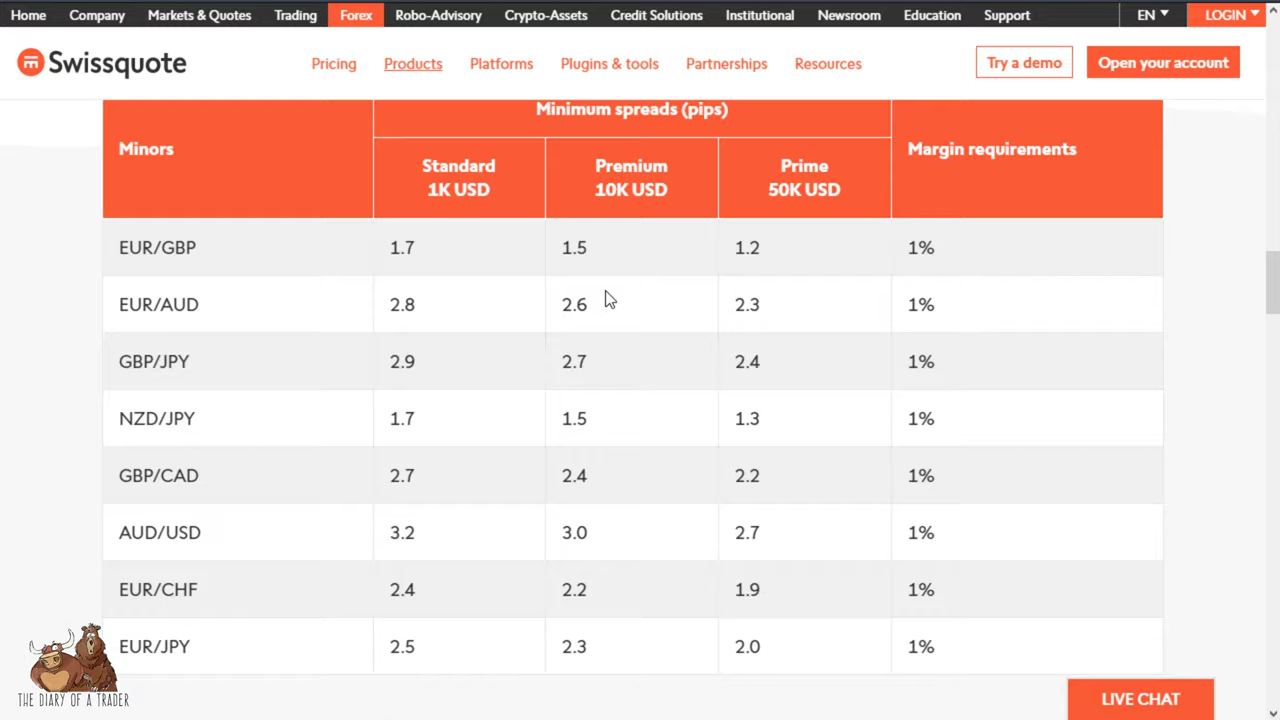 Home Company Markets & Quotes Trading Forex Robo-Advisory Crypto-Assets Credit Solutions Institutional Newsroom Education Support EN LOGIN
Swissquote Pricing Products Platforms Plugins & tools Partnerships Resources Try a demo Open your account
Minimum spreads (pips)
Minors Margin requirements
Standard Premium Prime
1K USD 10K USD 50K USD
EUR/GBP 1.7 1.5 1.2 1%
EUR/AUD 2.8 2.6 2.3 1%
GBP/JPY 2.9 2.7 2.4 1%
NZD/JPY 1.7 1.5 1.3 1%
GBP/CAD 2.7 2.4 2.2 1%
AUD/USD 3.2 3.0 2.7 1%
EUR/CHF 2.4 2.2 1.9 1%
EUR/JPY 2.5 2.3 2.0 1%
THE DIARY OF A TRADER
LIVE CHAT